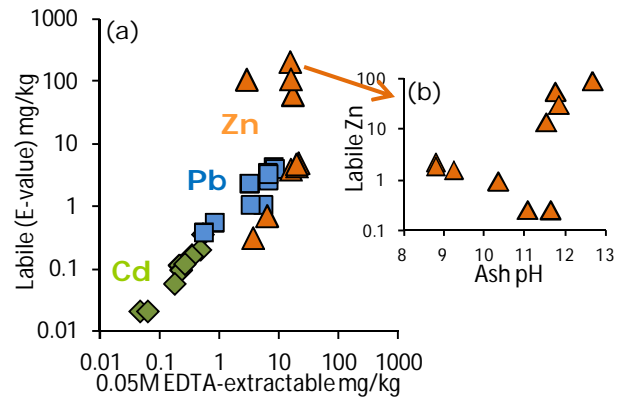 (a)
Labile (E-value) mg/kg
1000
100
10
1
0.1
0.01
Zn
Pb
Cd
0.01 0.1 1 10 100 1000
0.05M EDTA-extractable mg/kg
(b)
Labile Zn
100
10
1
0.1
8 9 10 11 12 13
Ash pH